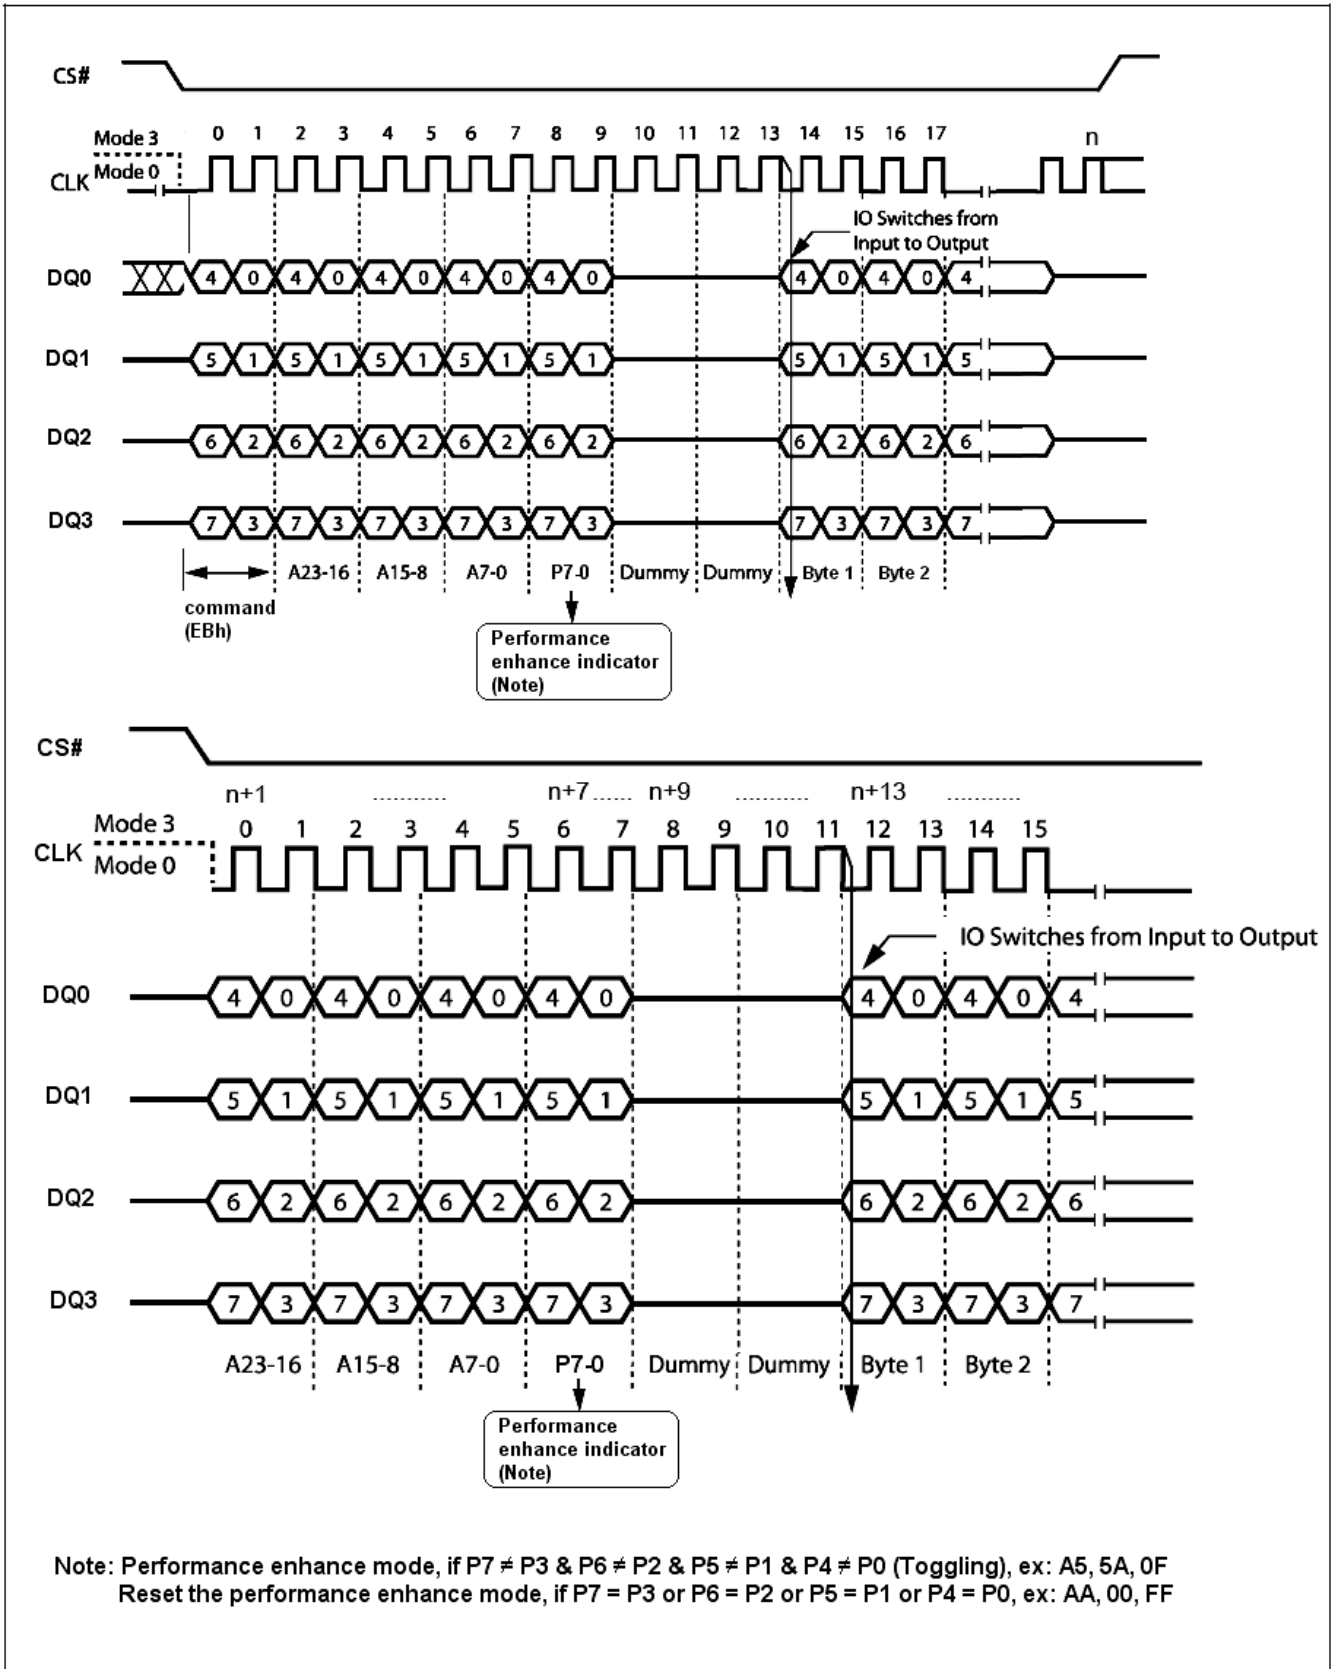 CS#
Mode 3
0 1 2 3 4 5 6 7 8 9 10 11 12 13 14 15 16 17 n
CLK Mode 0
IO Switches from
Input to Output
DQ0 4 0 4 0 4 0 4 0 4 0 4 0 4 0 4
DQ1 5 1 5 1 5 1 5 1 5 1 5 1 5 1 5
DQ2 6 2 6 2 6 2 6 2 6 2 6 2 6 2 6
DQ3 7 3 7 3 7 3 7 3 7 3 7 3 7 3 7
A23-16 A15-8 A7-0 P7-0 Dummy Dummy Byte 1 Byte 2
command
(EBh)
Performance
enhance indicator
(Note)
CS#
n+1 ............ n+7 ...... n+9 ............ n+13 ............
Mode 3
0 1 2 3 4 5 6 7 8 9 10 11 12 13 14 15
CLK
Mode 0
IO Switches from Input to Output
DQ0 4 0 4 0 4 0 4 0 4 0 4 0 4
DQ1 5 1 5 1 5 1 5 1 5 1 5 1 5
DQ2 6 2 6 2 6 2 6 2 6 2 6 2 6
DQ3 7 3 7 3 7 3 7 3 7 3 7 3 7
A23-16 A15-8 A7-0 P7-0 Dummy Dummy Byte 1 Byte 2
Performance
enhance indicator
(Note)
Note: Performance enhance mode, if P7 ≠ P3 & P6 ≠ P2 & P5 ≠ P1 & P4 ≠ P0 (Toggling), ex: A5, 5A, 0F
Reset the performance enhance mode, if P7 = P3 or P6 = P2 or P5 = P1 or P4 = P0, ex: AA, 00, FF